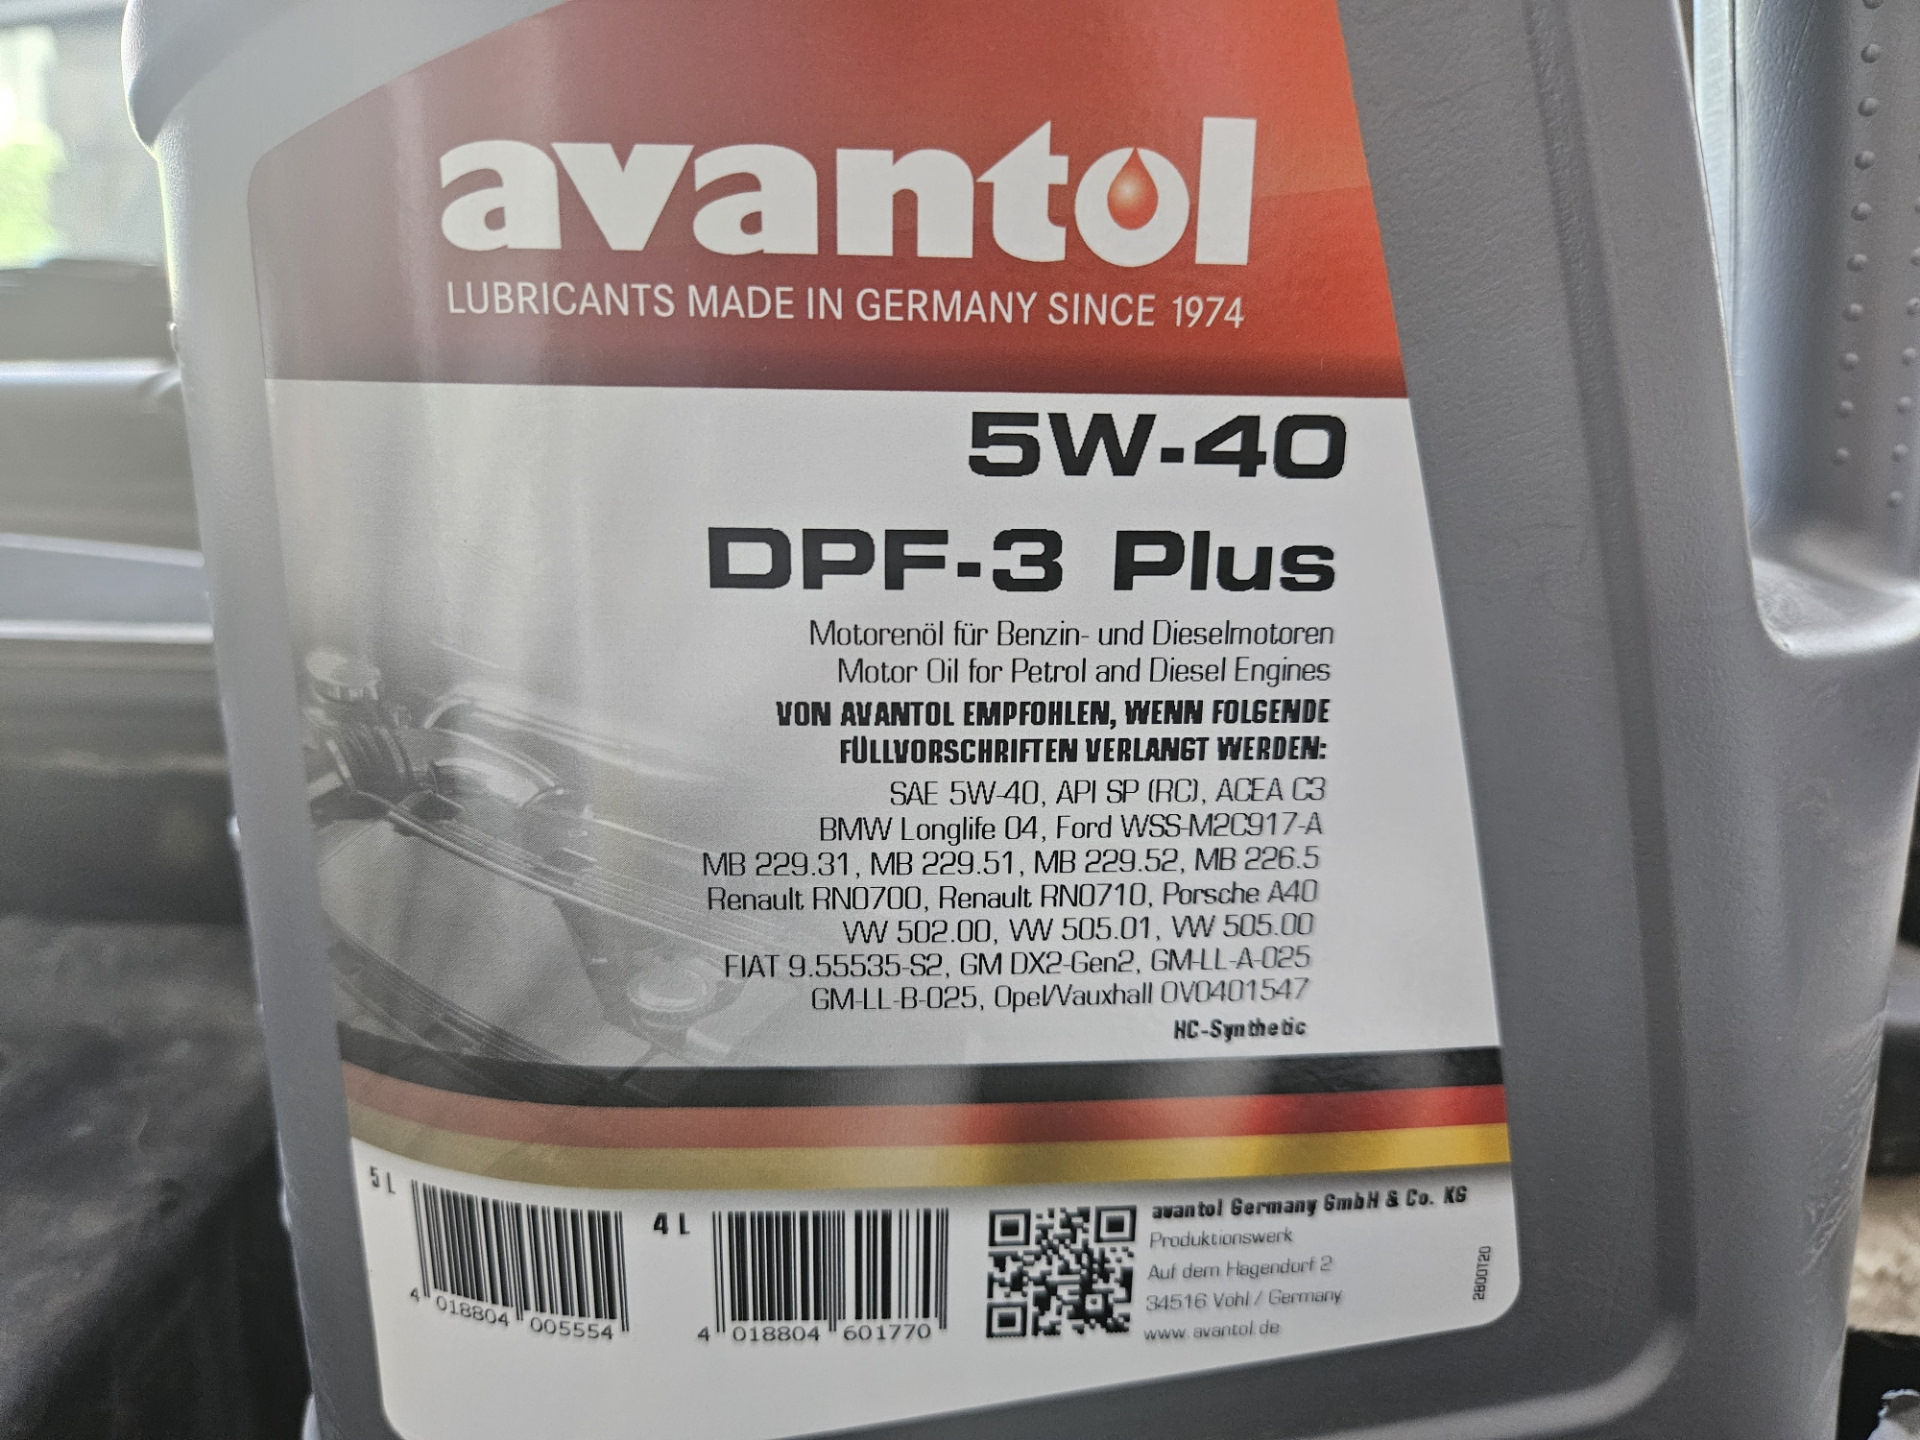 avantol
LUBRICANTS MADE IN GERMANY SINCE 1974
5W-40
DPF-3 Plus
Motorenöl für Benzin- und Dieselmotoren
Motor Oil for Petrol and Diesel Engines
VON AVANTOL EMPFOHLEN, WENN FOLGENDE
FÜLLVORSCHRIFTEN VERLANGT WERDEN:
SAE 5W-40, API SP (RC), ACEA C3
BMW Longlife 04, Ford WSS-M2C917-A
MB 229.31, MB 229.51, MB 229.52, MB 226.5
Renault RN0700, Renault RN0710, Porsche A40
VW 502.00, VW 505.01, VW 505.00
FIAT 9.55535-S2, GM DX2-Gen2, GM-LL-A-025
GM-LL-B-025, Opel/Vauxhall OV0401547
HC-Synthetic
5 L
4 018804 005554
4 L
4 018804 601770
avantol Germany GmbH & Co. KG
Produktionswerk
Auf dem Hagendorf 2
34516 Vöhl / Germany
www.avantol.de
2800T20